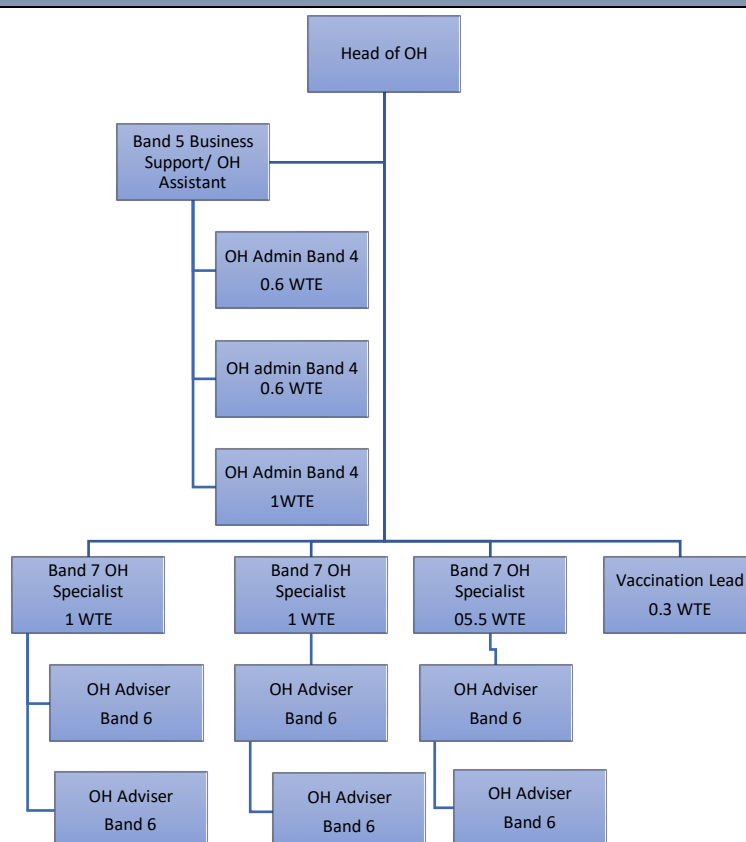 Head of OH
Band 5 Business
Support/ OH
Assistant
OH Admin Band 4
0.6 WTE
OH admin Band 4
0.6 WTE
OH Admin Band 4
1WTE
Band 7 OH
Specialist
1 WTE
Band 7 OH
Specialist
1 WTE
Band 7 OH
Specialist
05.5 WTE
Vaccination Lead
0.3 WTE
OH Adviser
Band 6
OH Adviser
Band 6
OH Adviser
Band 6
OH Adviser
Band 6
OH Adviser
Band 6
OH Adviser
Band 6